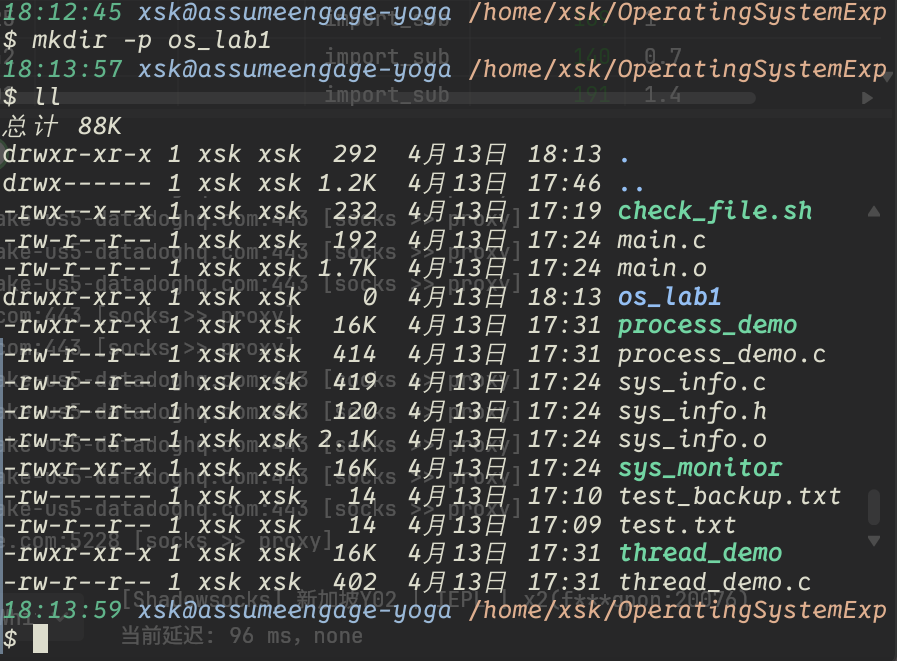 18:12:45 xsk@assumeengage-yoga /home/xsk/OperatingSystemExp
$ mkdir -p os_lab1
18:13:57 xsk@assumeengage-yoga /home/xsk/OperatingSystemExp
$ ll
总计 88K
drwxr-xr-x 1 xsk xsk 292 4月 13日 18:13 .
drwx------ 1 xsk xsk 1.2K 4月 13日 17:46 ..
-rwx--x--x 1 xsk xsk 232 4月 13日 17:19 check_file.sh
-rw-r--r-- 1 xsk xsk 192 4月 13日 17:24 main.c
-rw-r--r-- 1 xsk xsk 1.7K 4月 13日 17:24 main.o
drwxr-xr-x 1 xsk xsk 0 4月 13日 18:13 os_lab1
-rwxr-xr-x 1 xsk xsk 16K 4月 13日 17:31 process_demo
-rw-r--r-- 1 xsk xsk 414 4月 13日 17:31 process_demo.c
-rw-r--r-- 1 xsk xsk 419 4月 13日 17:24 sys_info.c
-rw-r--r-- 1 xsk xsk 120 4月 13日 17:24 sys_info.h
-rw-r--r-- 1 xsk xsk 2.1K 4月 13日 17:24 sys_info.o
-rwxr-xr-x 1 xsk xsk 16K 4月 13日 17:24 sys_monitor
-rw------- 1 xsk xsk 14 4月 13日 17:10 test_backup.txt
-rw-r--r-- 1 xsk xsk 14 4月 13日 17:09 test.txt
-rwxr-xr-x 1 xsk xsk 16K 4月 13日 17:31 thread_demo
-rw-r--r-- 1 xsk xsk 402 4月 13日 17:31 thread_demo.c
18:13:59 xsk@assumeengage-yoga /home/xsk/OperatingSystemExp
$
当前延迟: 96 ms, none